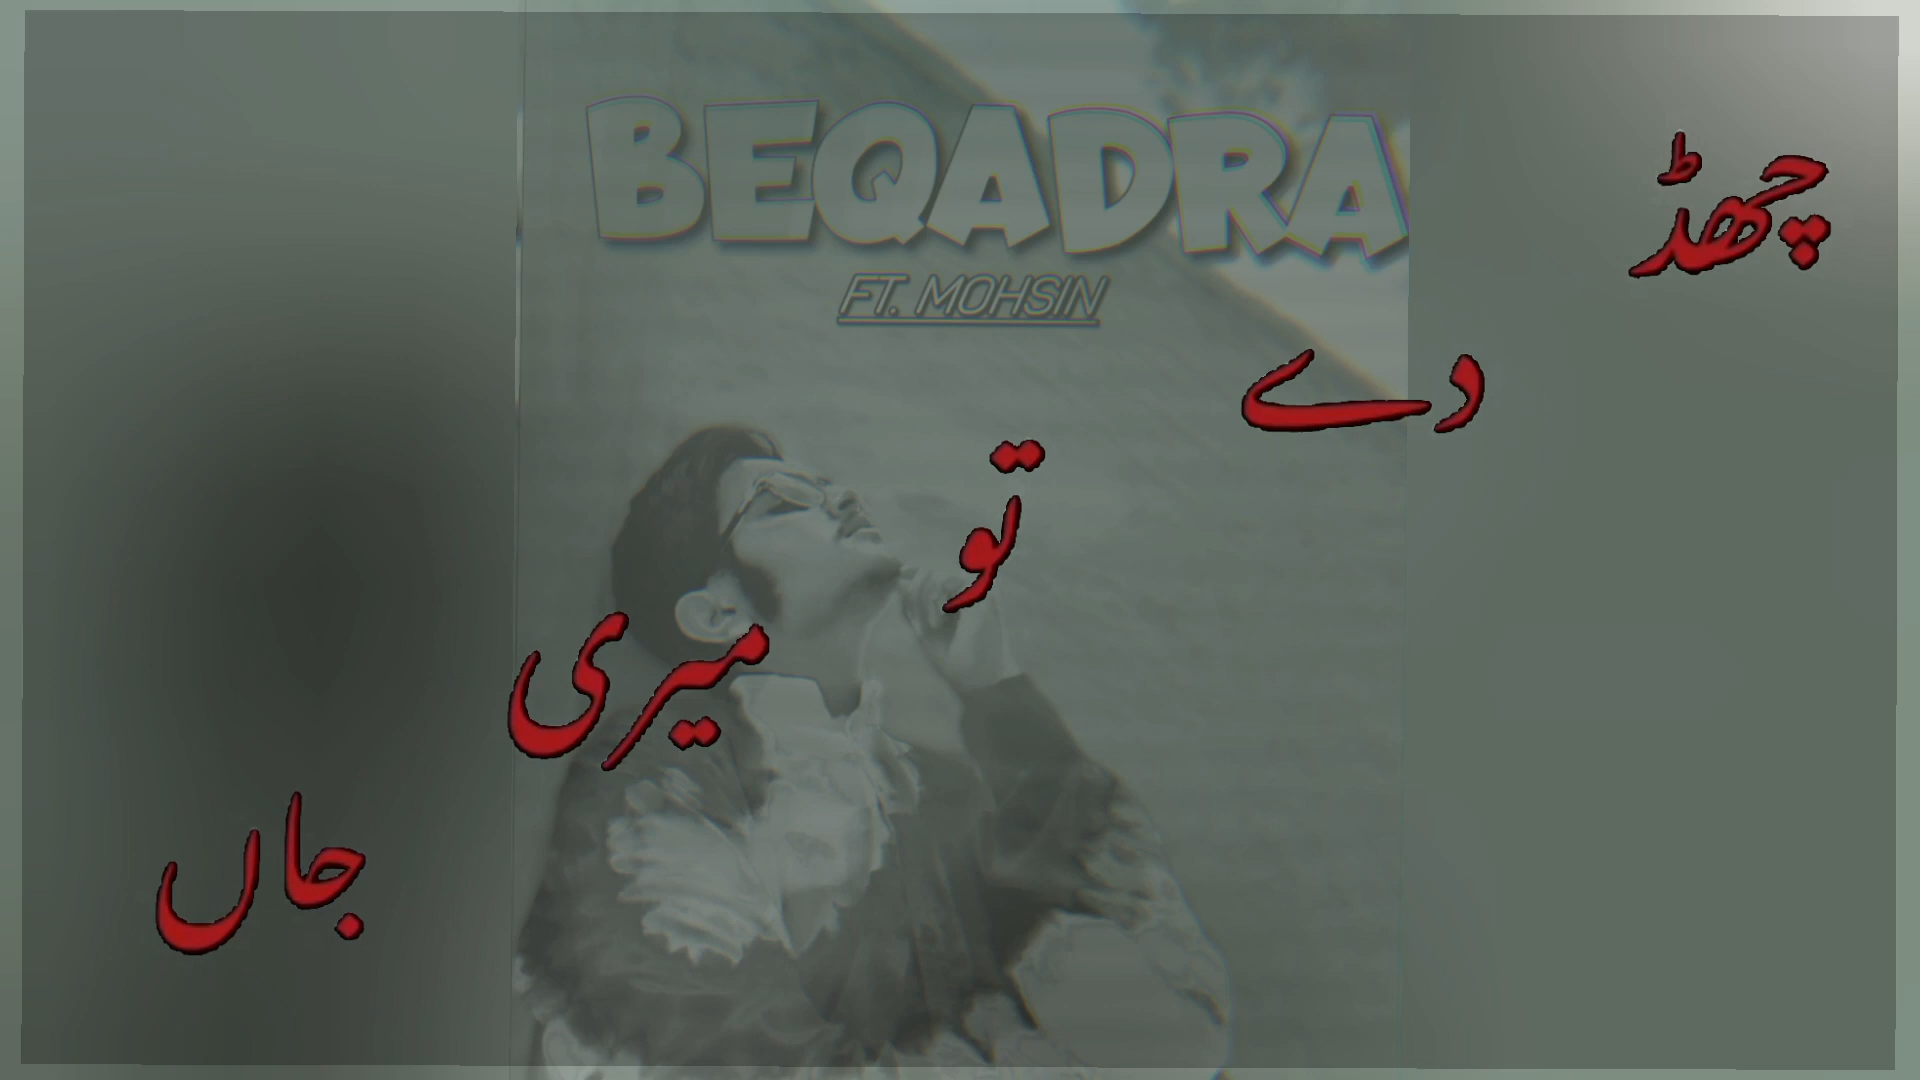 BEQADRA
FT. MOHSIN
چھڈ
دے
تو
میری
جاں